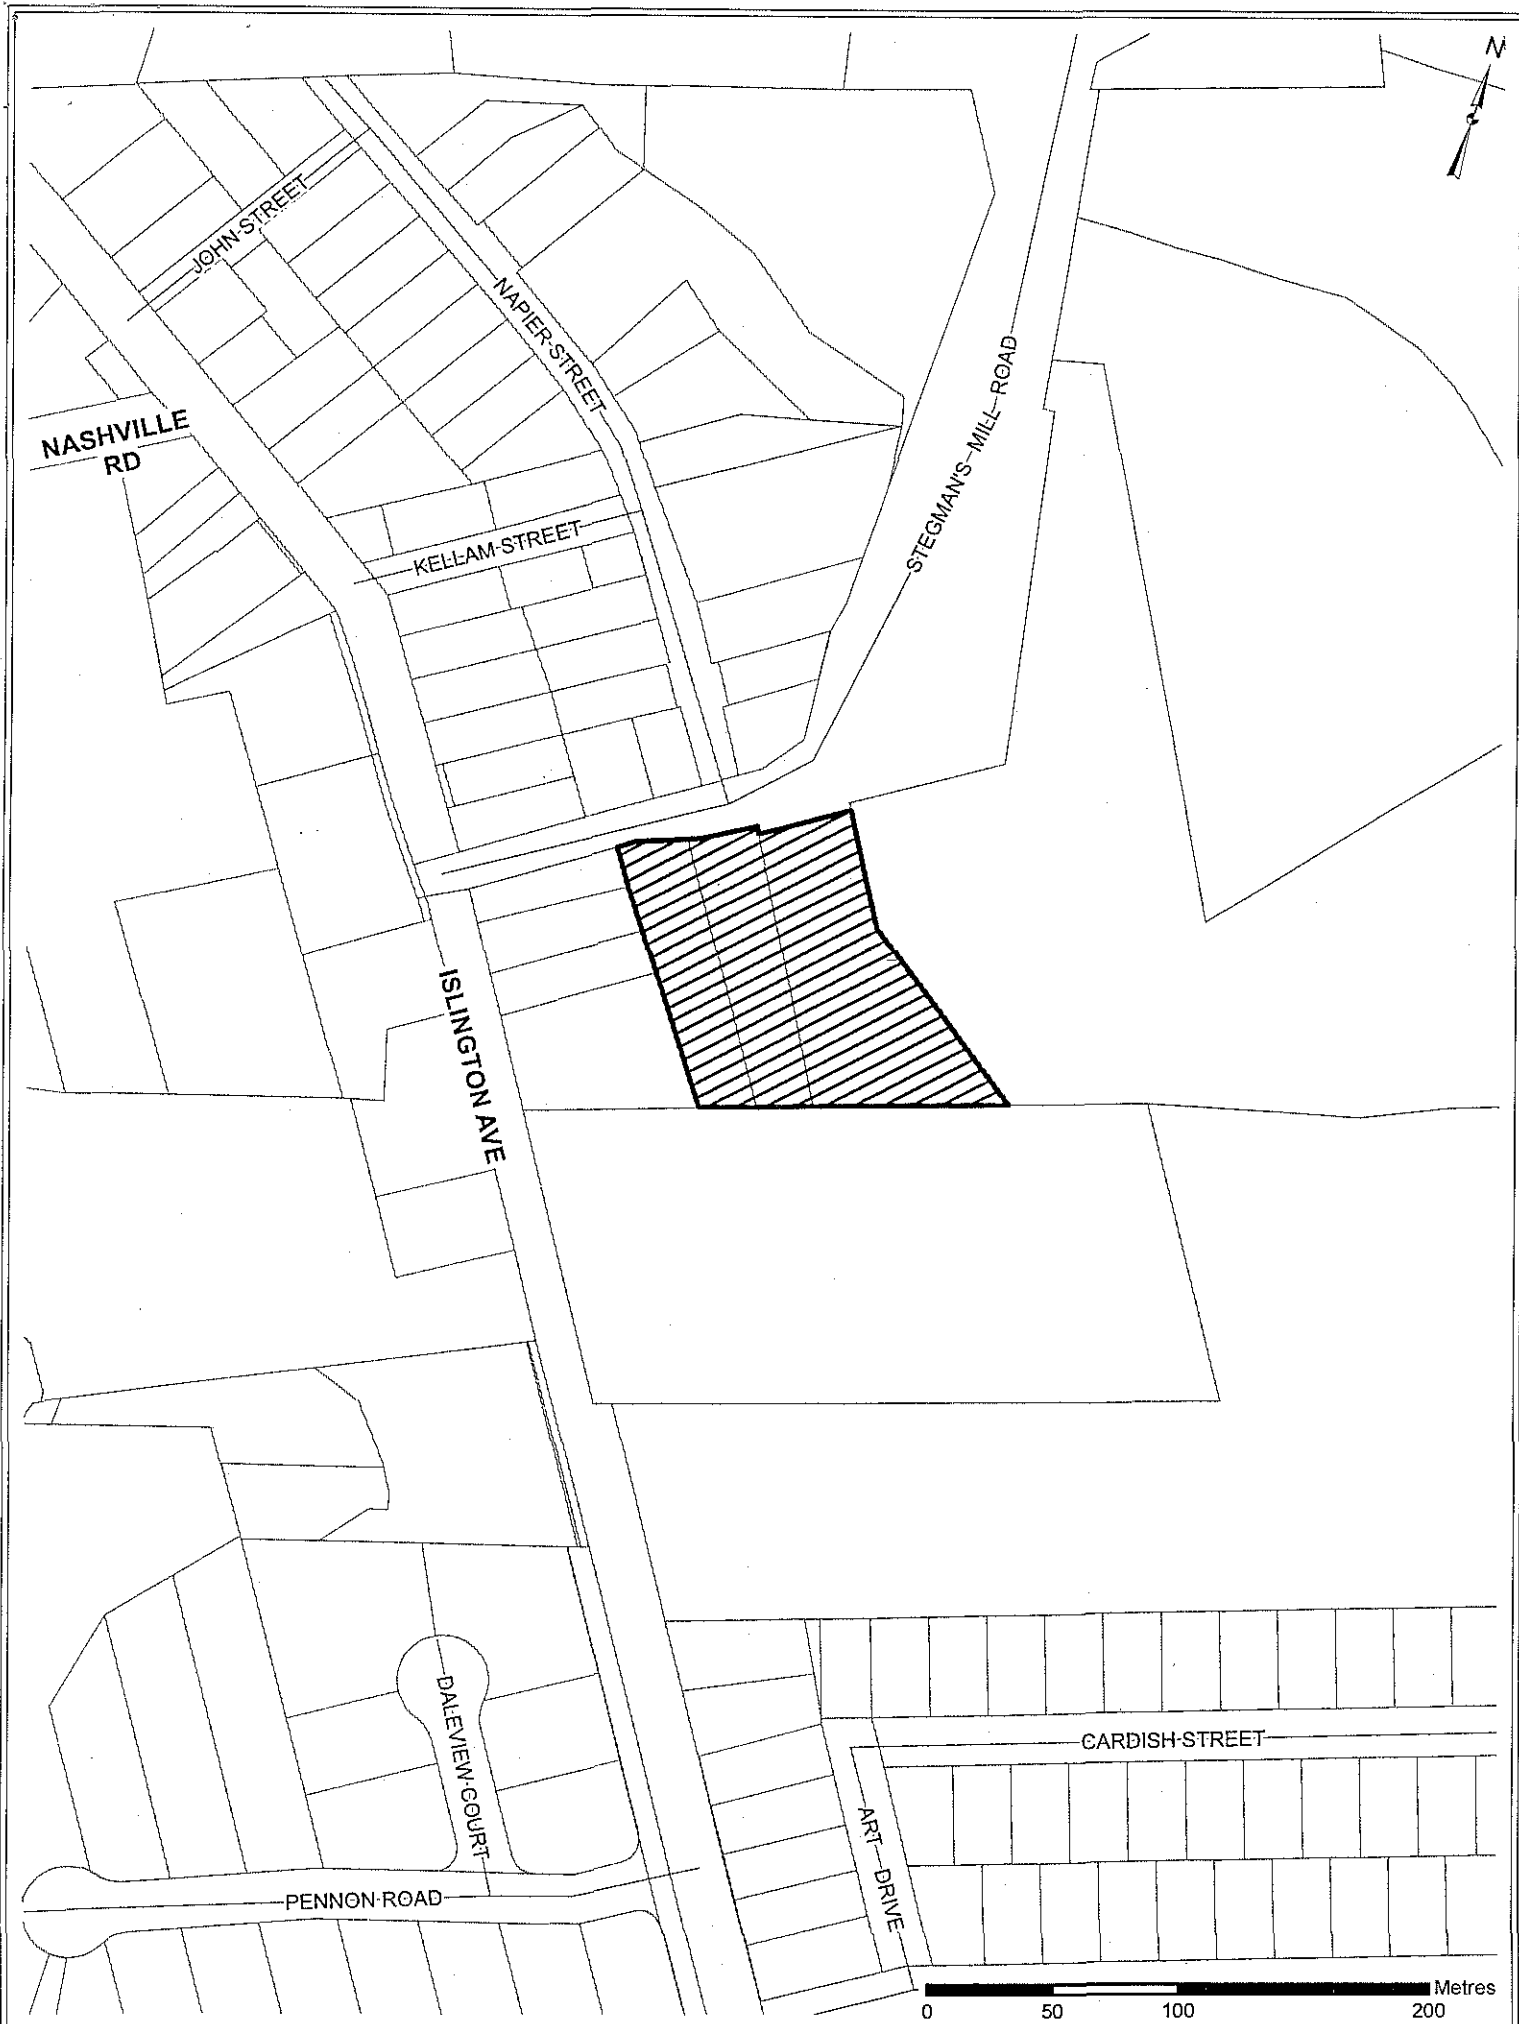 N
JOHN STREET
NAPIER STREET
STEGMAN'S MILL ROAD
NASHVILLE
RD
KELLAM STREET
ISLINGTON AVE
DALEVIEW COURT
CARDISH STREET
ART DRIVE
PENNON ROAD
Metres
0 50 100 200